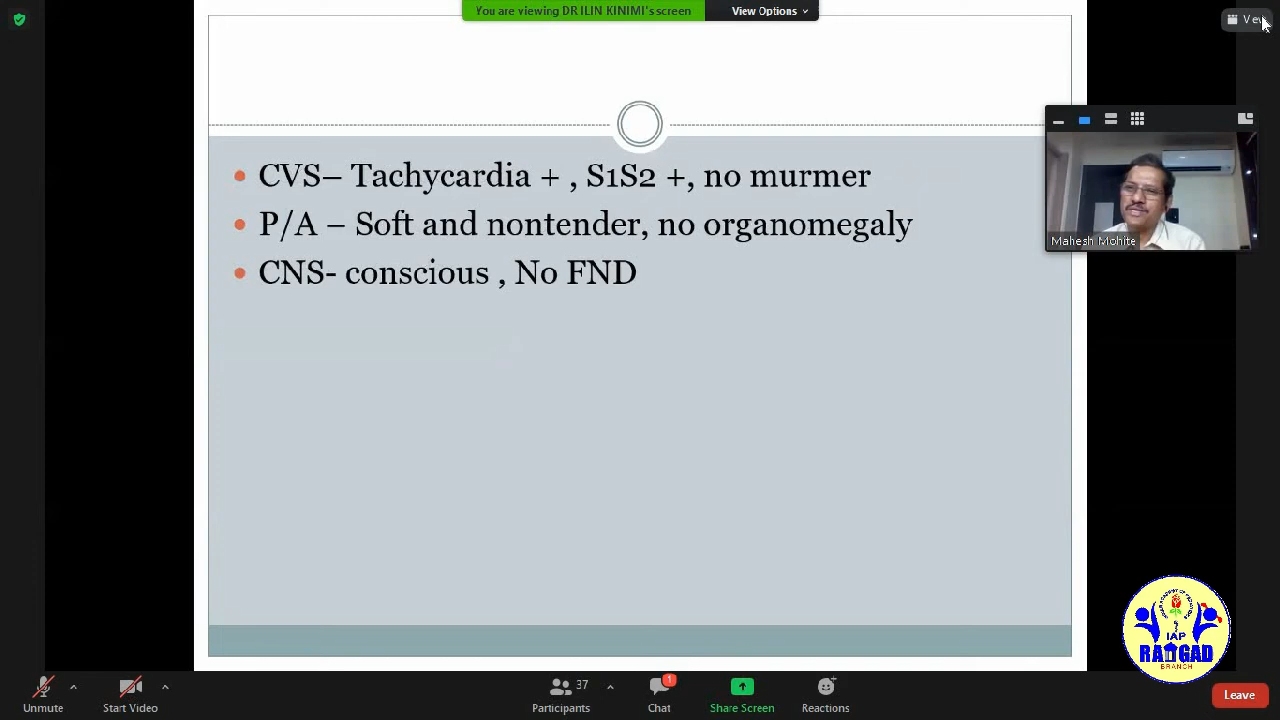 You are viewing DR ILIN KINIMI's screen
View Options
CVS– Tachycardia + , S1S2 +, no murmer
P/A – Soft and nontender, no organomegaly
CNS- conscious , No FND
Mahesh Mohite
IAP
RAIGAD
BRANCH
Unmute
Start Video
37
Participants
1
Chat
Share Screen
Reactions
Leave